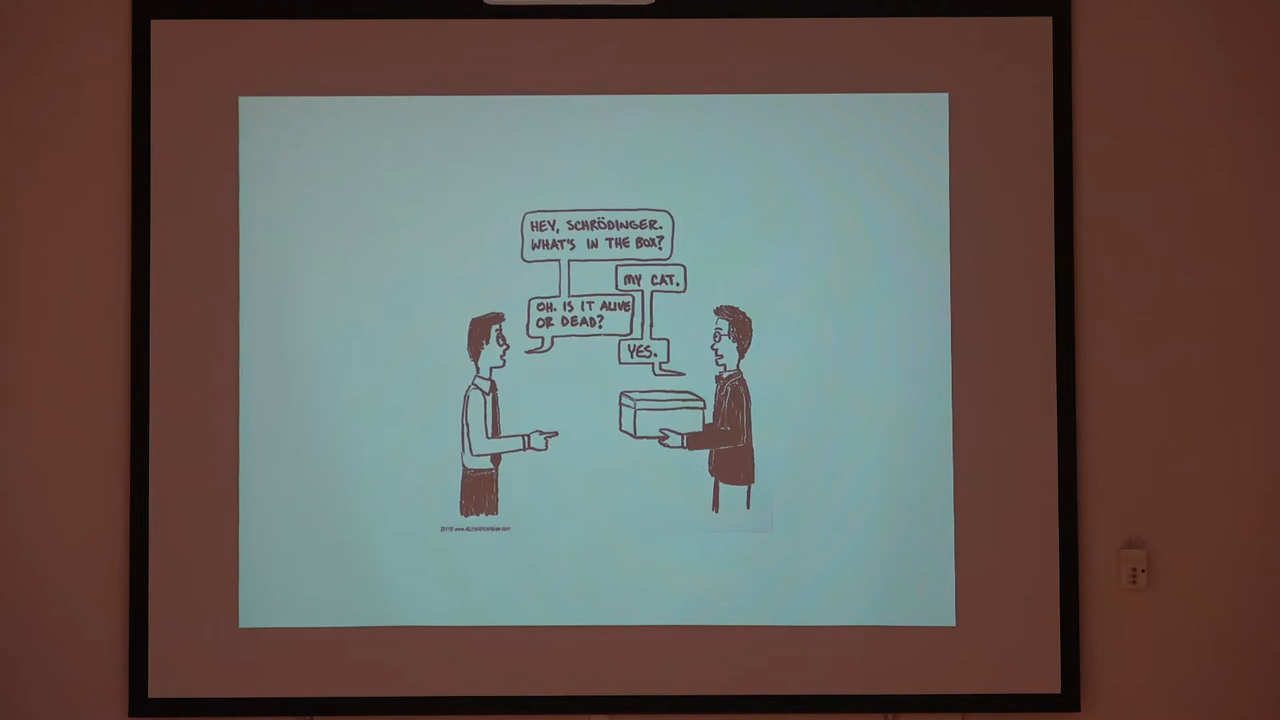 HEY, SCHRÖDINGER.
WHAT'S IN THE BOX?
MY CAT.
OH. IS IT ALIVE
OR DEAD?
YES.